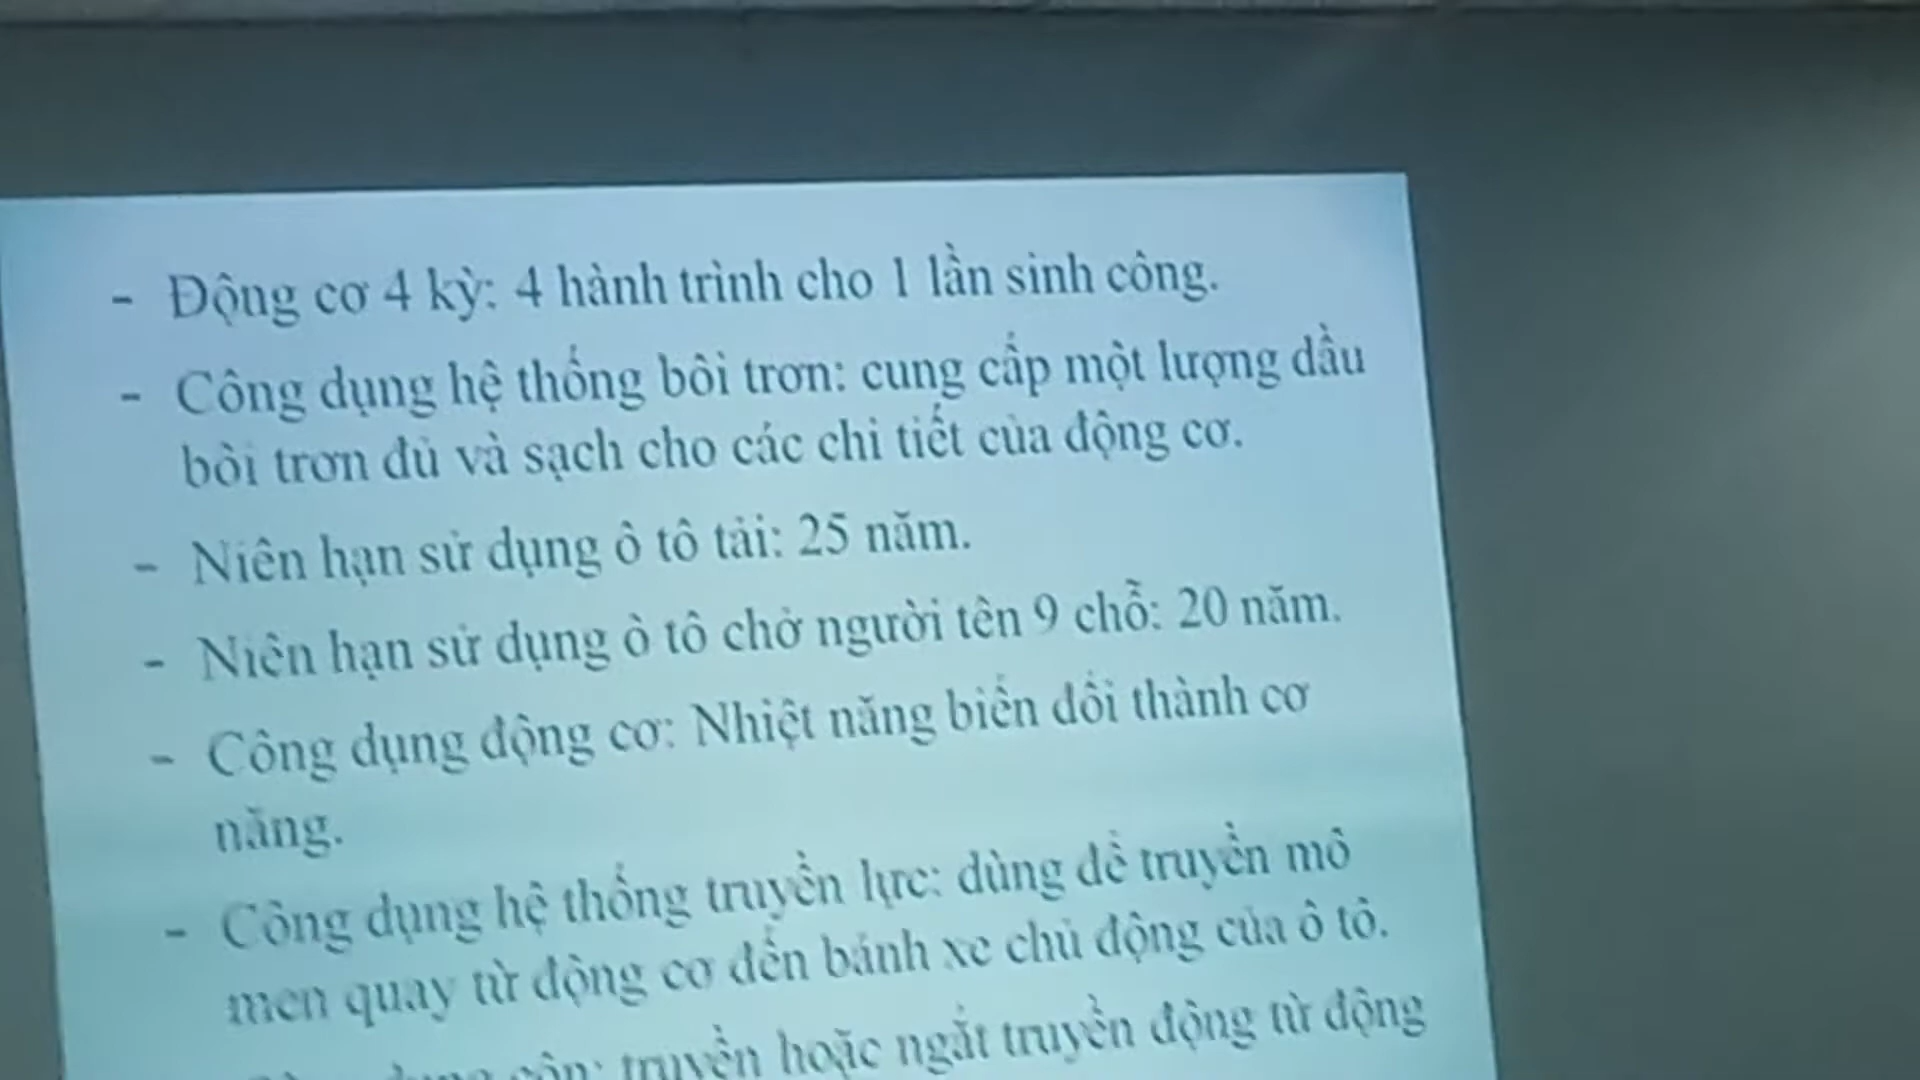 - Động cơ 4 kỳ: 4 hành trình cho 1 lần sinh công.
- Công dụng hệ thống bôi trơn: cung cấp một lượng dầu
bôi trơn đủ và sạch cho các chi tiết của động cơ.
- Niên hạn sử dụng ô tô tải: 25 năm.
- Niên hạn sử dụng ô tô chở người tên 9 chỗ: 20 năm.
- Công dụng động cơ: Nhiệt năng biến đổi thành cơ
năng.
- Công dụng hệ thống truyền lực: dùng để truyền mô
men quay từ động cơ đến bánh xe chủ động của ô tô.
dụng côn: truyền hoặc ngắt truyền động từ động